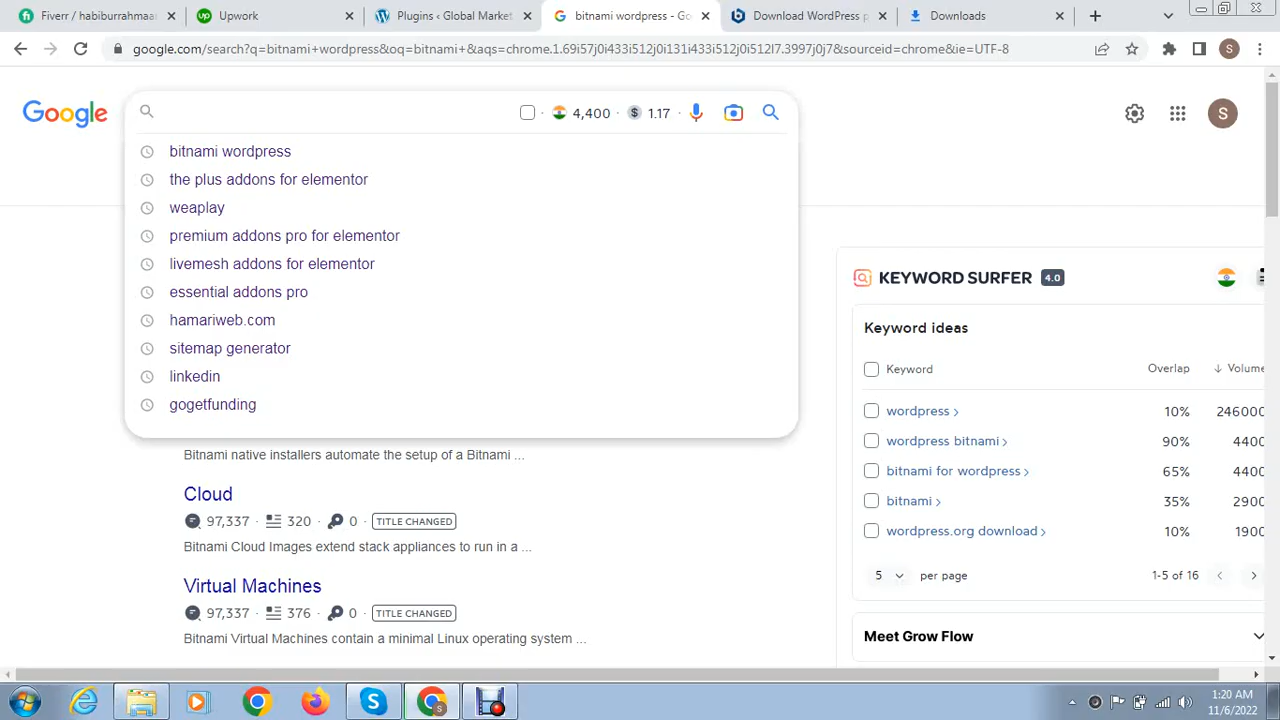 Fiverr / habiburrahmaa
Upwork
Plugins ‹ Global Market
bitnami wordpress - Go
Download WordPress p
Downloads
google.com/search?q=bitnami+wordpress&oq=bitnami+&aqs=chrome.1.69i57j0i433i512j0i131i433i512j0i512l7.3997j0j7&sourceid=chrome&ie=UTF-8
S
Google
4,400 · $ 1.17 ·
S
bitnami wordpress
the plus addons for elementor
weaplay
premium addons pro for elementor
livemesh addons for elementor
essential addons pro
hamariweb.com
sitemap generator
linkedin
gogetfunding
Bitnami native installers automate the setup of a Bitnami ...
Cloud
97,337 · 320 · 0 TITLE CHANGED
Bitnami Cloud Images extend stack appliances to run in a ...
Virtual Machines
97,337 · 376 · 0 TITLE CHANGED
Bitnami Virtual Machines contain a minimal Linux operating system ...
KEYWORD SURFER 4.0
Keyword ideas
Keyword Overlap ↓ Volume
wordpress › 10% 246000
wordpress bitnami › 90% 4400
bitnami for wordpress › 65% 4400
bitnami › 35% 2900
wordpress.org download › 10% 1900
5 per page 1-5 of 16
Meet Grow Flow
1:20 AM
11/6/2022